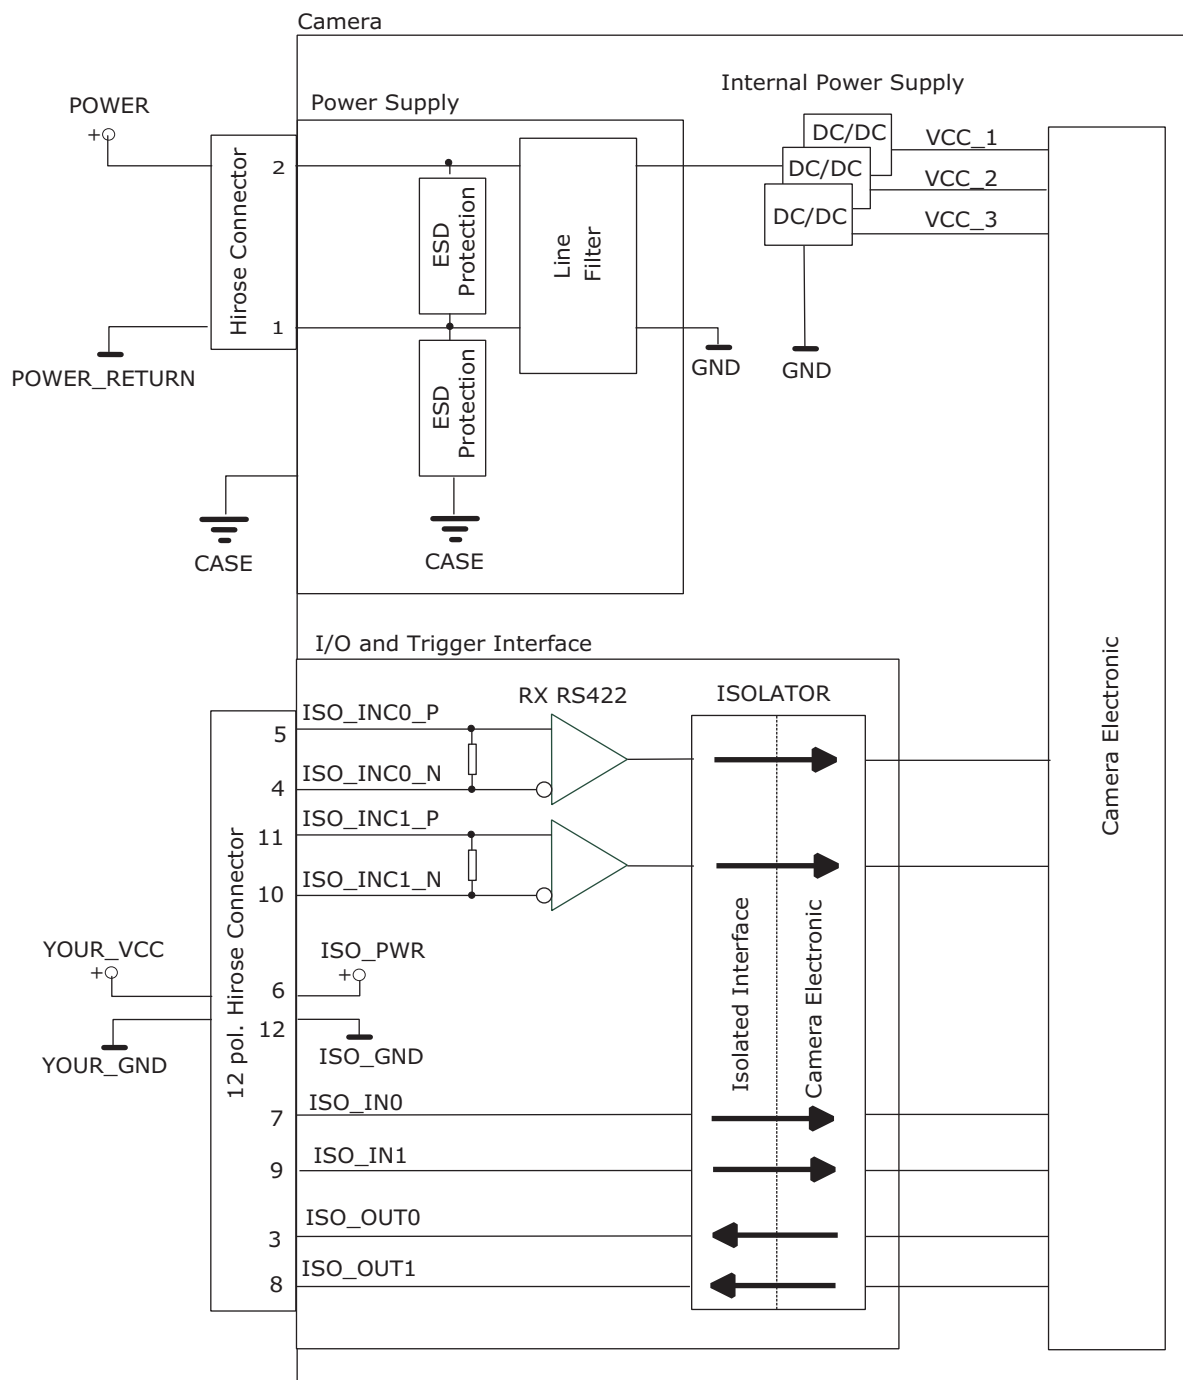 Camera
Internal Power Supply
Power Supply
POWER
+
Hirose Connector
2
1
POWER_RETURN
ESD
Protection
ESD
Protection
Line
Filter
DC/DC
DC/DC
DC/DC
VCC_1
VCC_2
VCC_3
GND
GND
CASE
CASE
Camera Electronic
I/O and Trigger Interface
RX RS422
ISOLATOR
12 pol. Hirose Connector
5
ISO_INC0_P
4
ISO_INC0_N
11
ISO_INC1_P
10
ISO_INC1_N
YOUR_VCC
+
6
ISO_PWR
+
12
YOUR_GND
ISO_GND
Isolated Interface
Camera Electronic
7
ISO_IN0
9
ISO_IN1
3
ISO_OUT0
8
ISO_OUT1